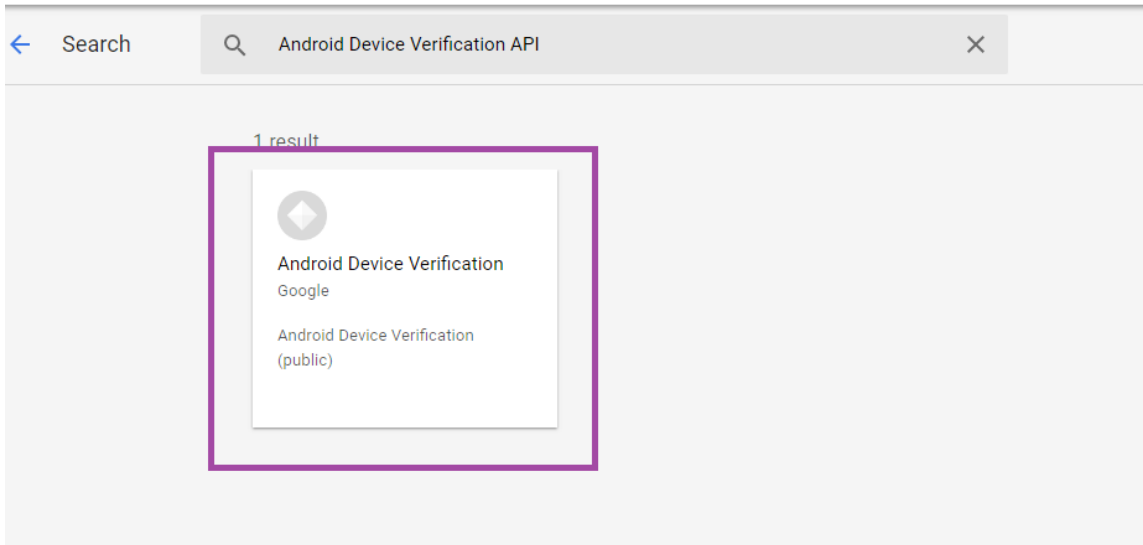 Search
Android Device Verification API
1 result
Android Device Verification
Google
Android Device Verification
(public)